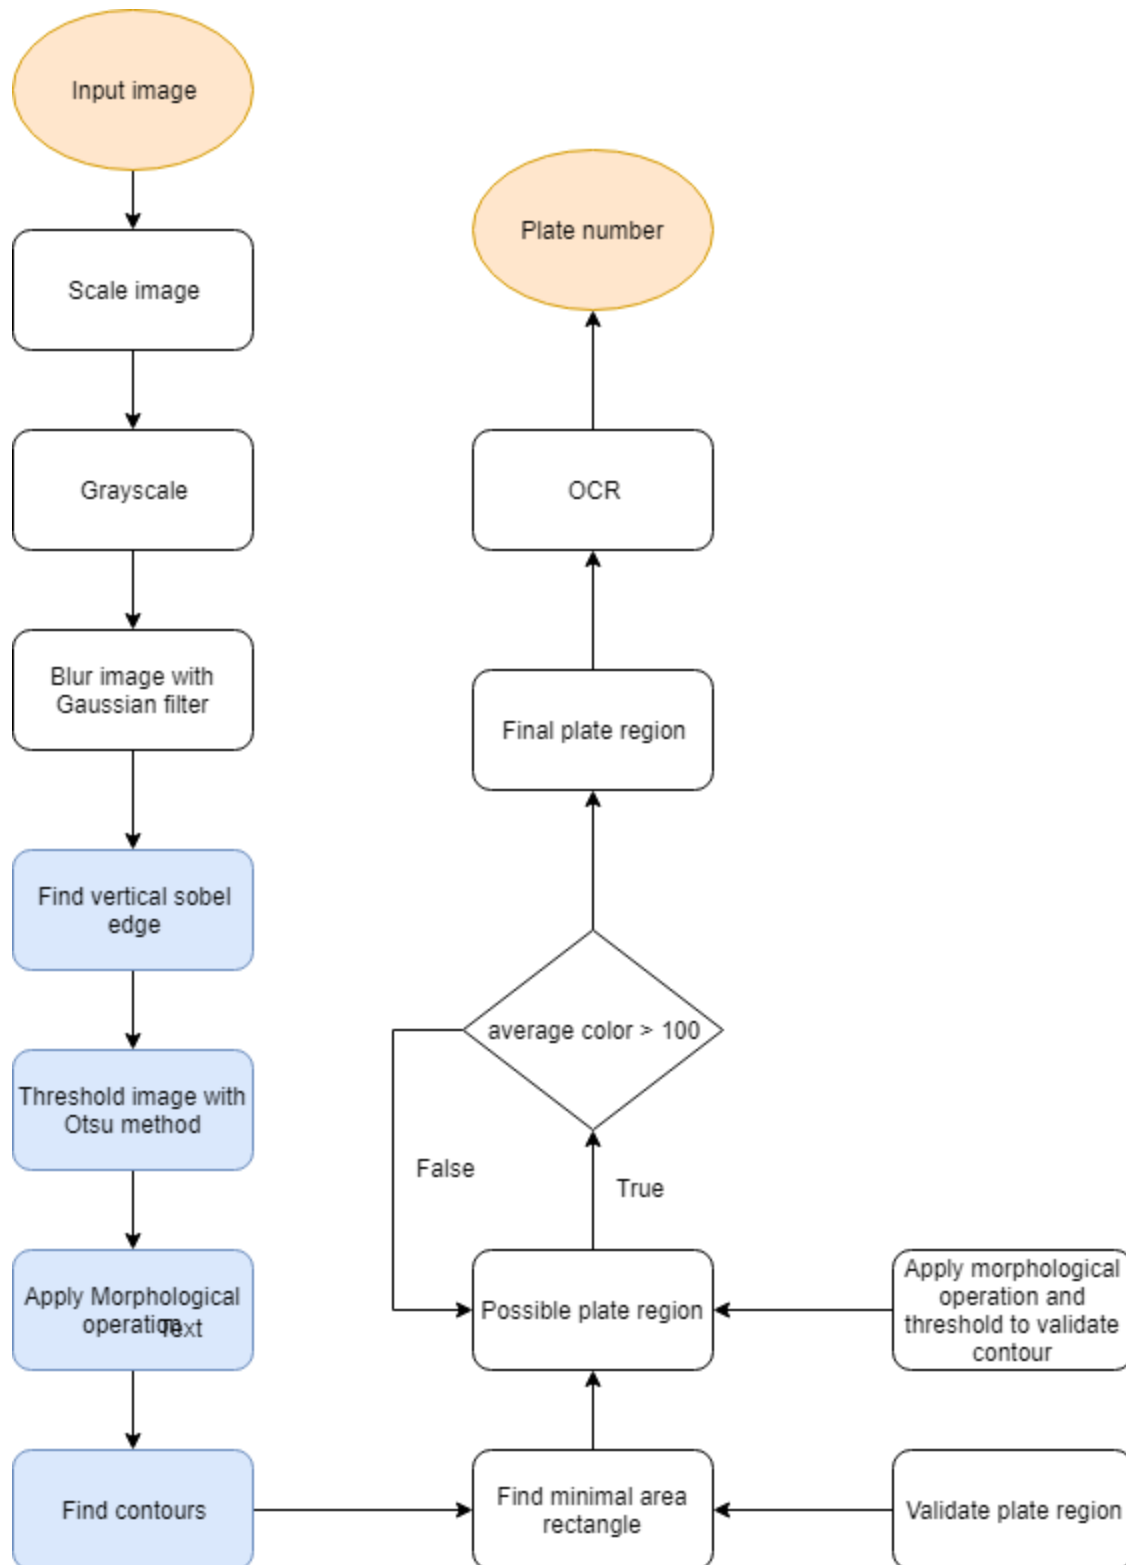 Input image
Scale image
Grayscale
Blur image with
Gaussian filter
Find vertical sobel
edge
Threshold image with
Otsu method
Apply Morphological
operation
Text
Find contours
Plate number
OCR
Final plate region
average color > 100
False
True
Possible plate region
Find minimal area
rectangle
Apply morphological
operation and
threshold to validate
contour
Validate plate region